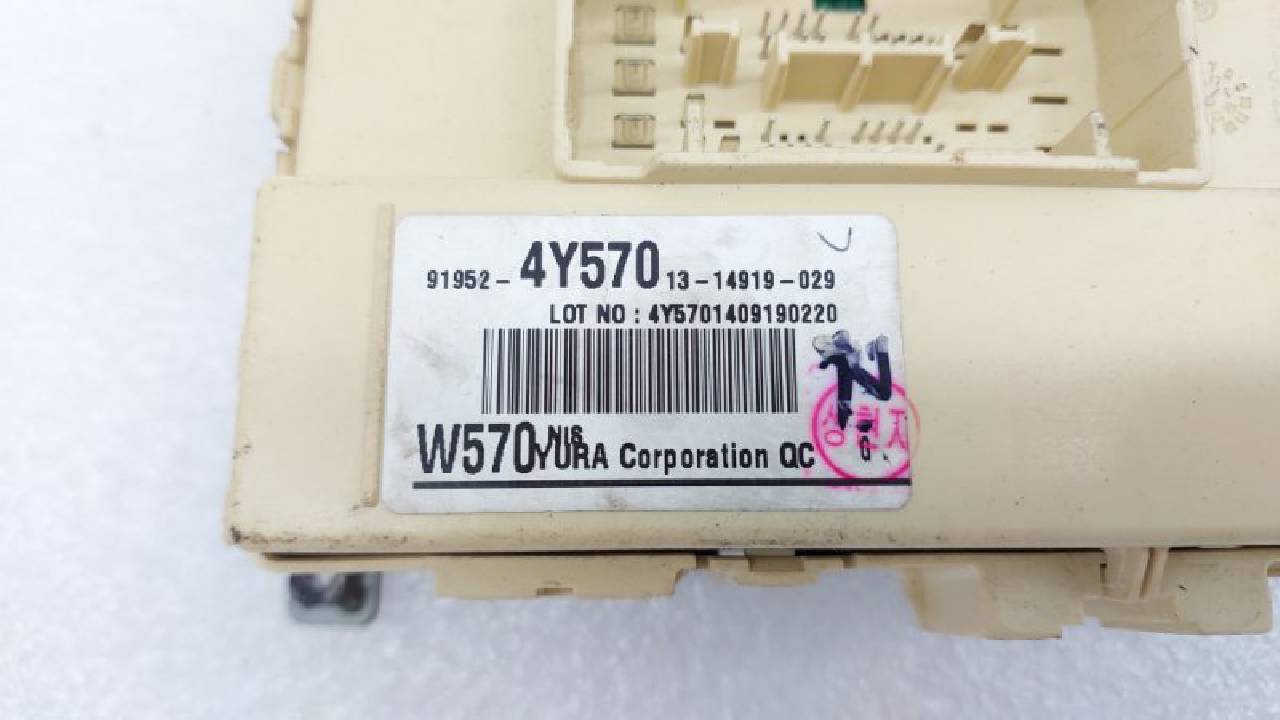 91952-4Y570 13-14919-029
LOT NO : 4Y5701409190220
N
W570 NIS
YURA Corporation QC